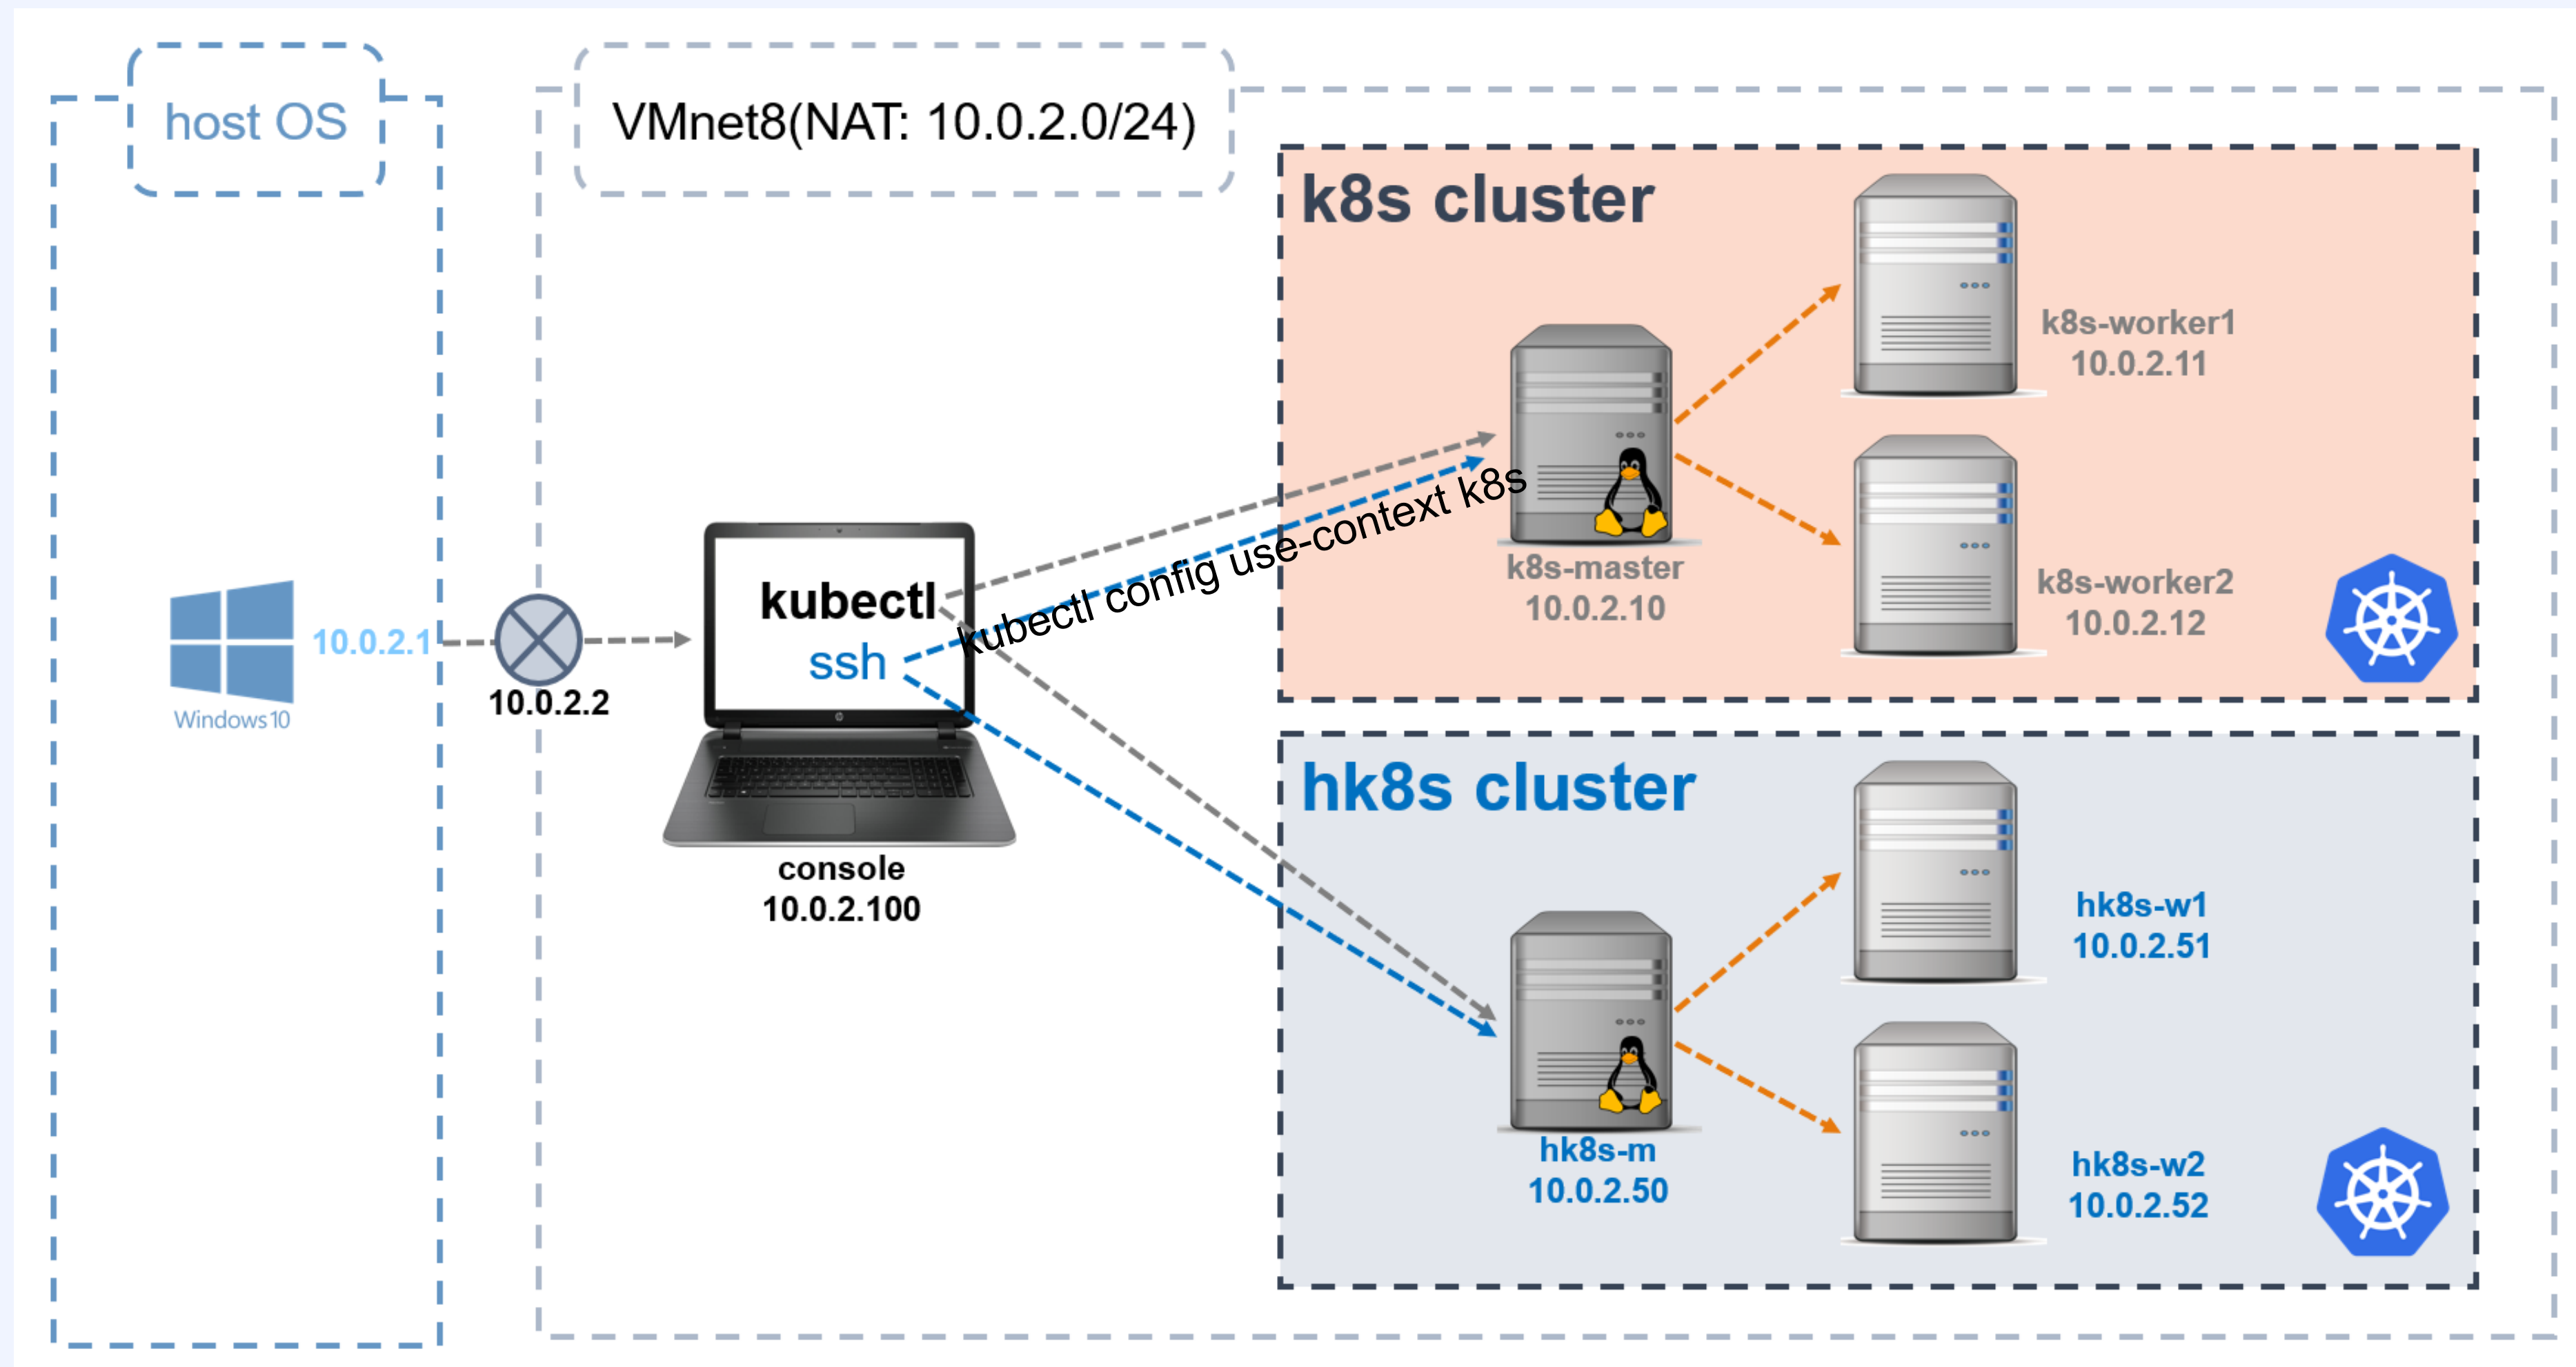 host OS
VMnet8(NAT: 10.0.2.0/24)
k8s cluster
k8s-worker1
10.0.2.11
k8s-master
10.0.2.10
k8s-worker2
10.0.2.12
kubectl config use-context k8s
kubectl
ssh
console
10.0.2.100
10.0.2.1
Windows 10
10.0.2.2
hk8s cluster
hk8s-w1
10.0.2.51
hk8s-m
10.0.2.50
hk8s-w2
10.0.2.52